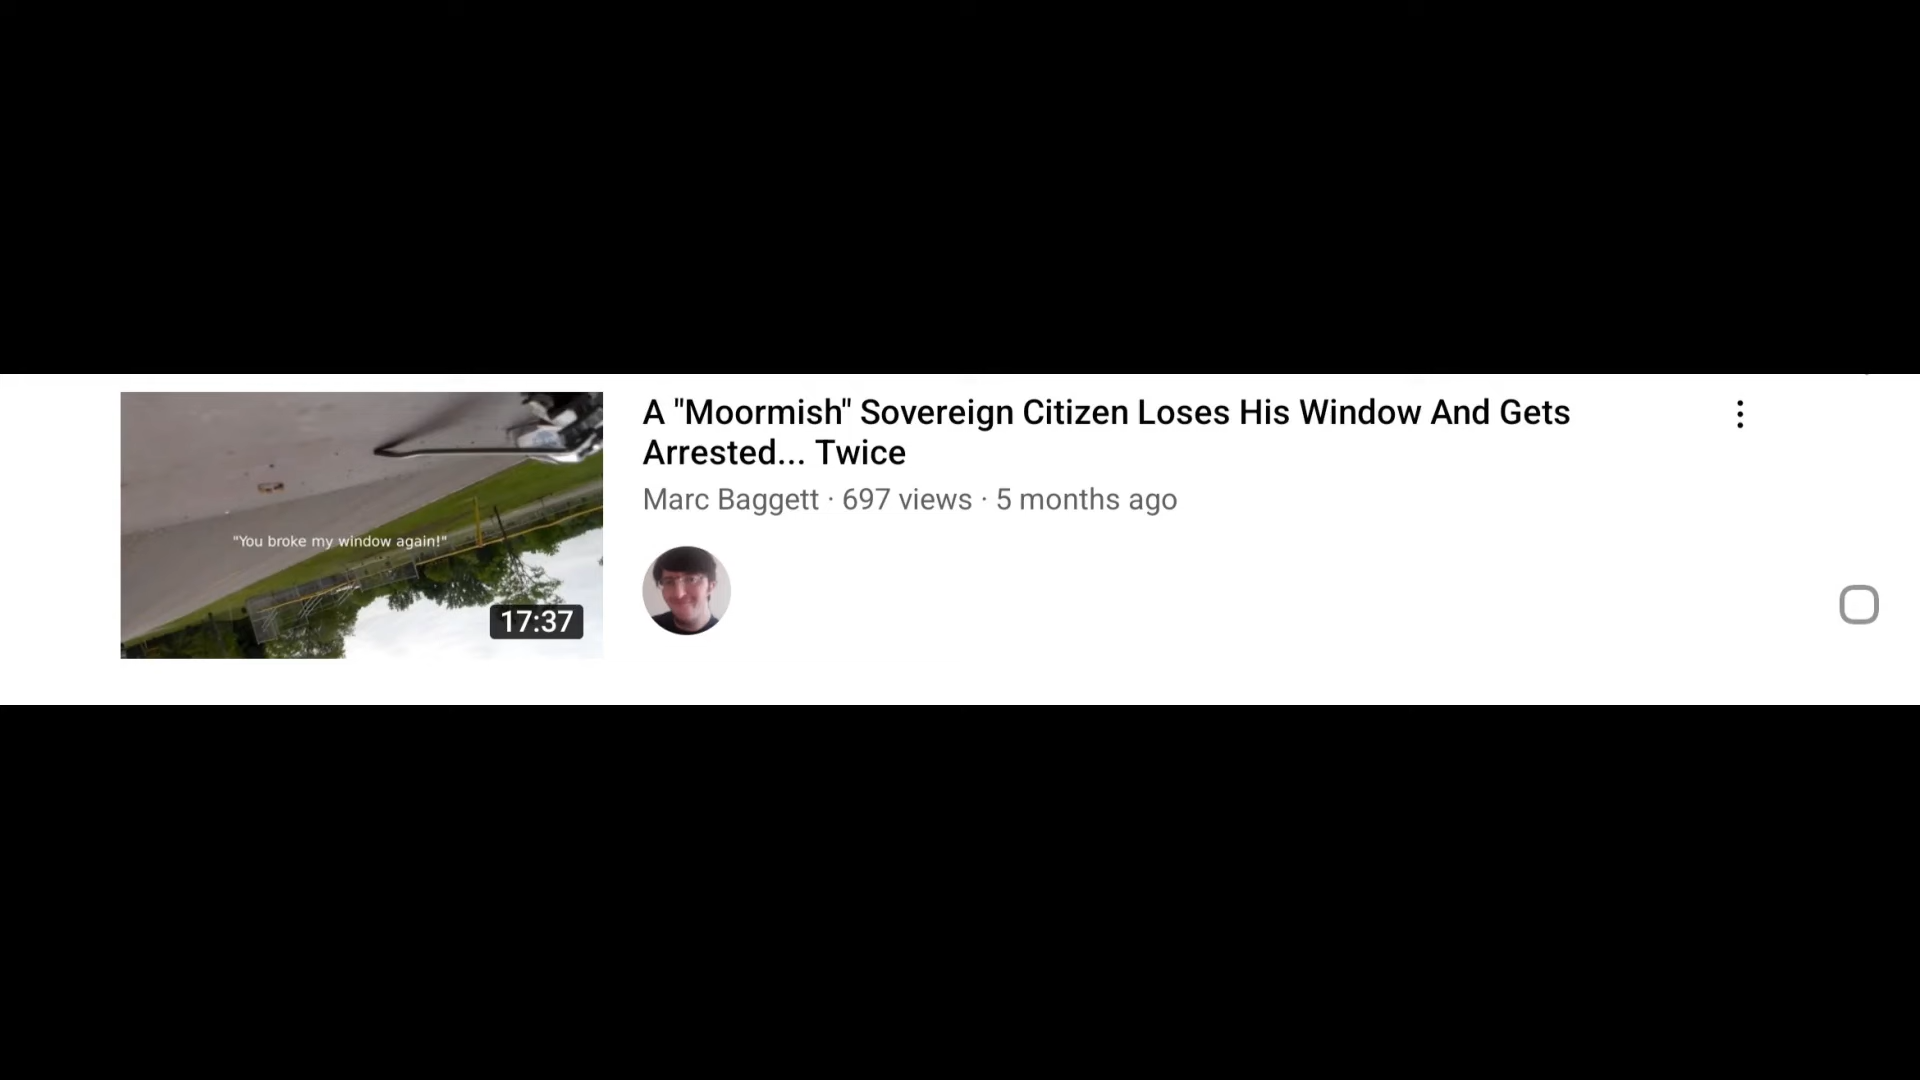 A "Moormish" Sovereign Citizen Loses His Window And Gets
Arrested... Twice
Marc Baggett · 697 views · 5 months ago
"You broke my window again!"
17:37